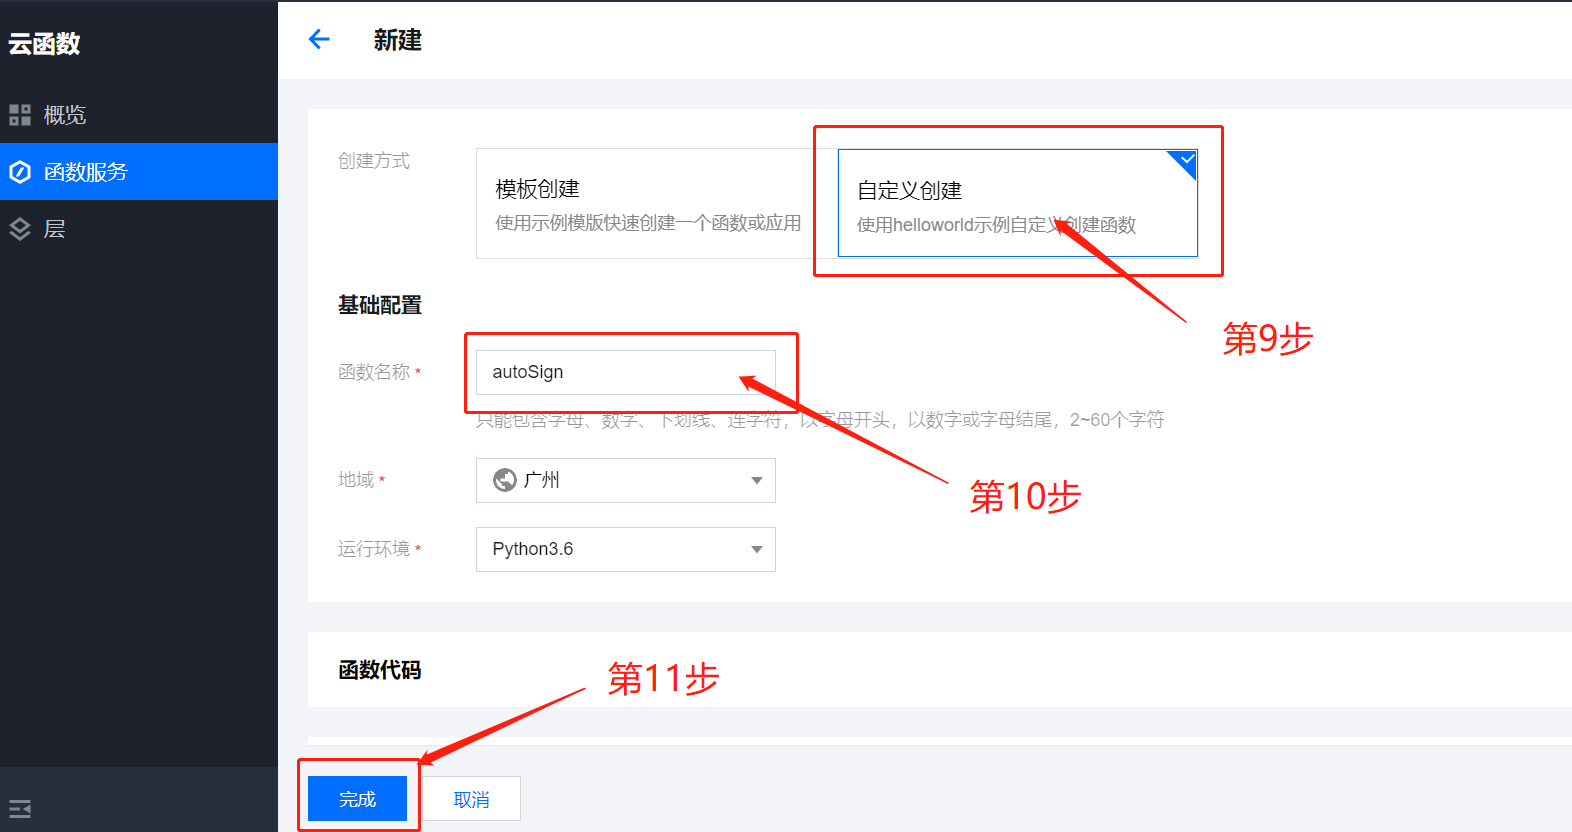 云函数
概览
函数服务
层
新建
创建方式
模板创建
使用示例模版快速创建一个函数或应用
自定义创建
使用helloworld示例自定义创建函数
第9步
基础配置
函数名称 *
autoSign
只能包含字母、数字、下划线、连字符，以字母开头，以数字或字母结尾，2~60个字符
第10步
地域 *
广州
运行环境 *
Python3.6
函数代码
第11步
完成
取消